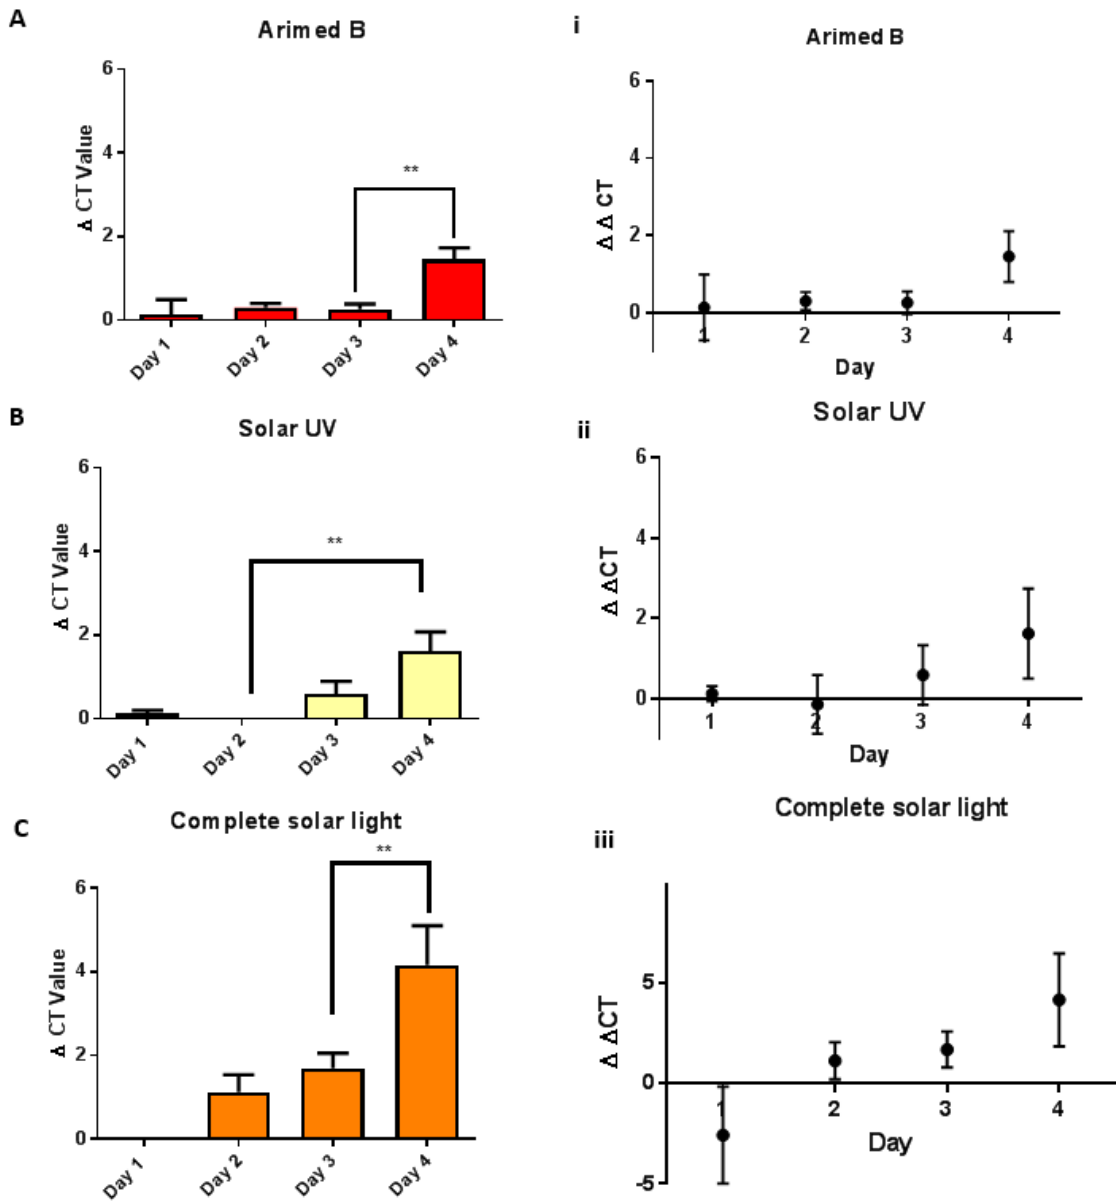 A
Arimed B
6
4
2
0
Δ CT Value
**
Day 1
Day 2
Day 3
Day 4
i
Arimed B
6
4
2
0
Δ Δ CT
1
2
3
4
Day
B
Solar UV
6
4
2
0
Δ CT Value
**
Day 1
Day 2
Day 3
Day 4
ii
Solar UV
6
4
2
0
Δ ΔCT
1
2
3
4
Day
C
Complete solar light
6
4
2
0
Δ CT Value
**
Day 1
Day 2
Day 3
Day 4
iii
Complete solar light
5
0
-5
Δ ΔCT
1
2
3
4
Day